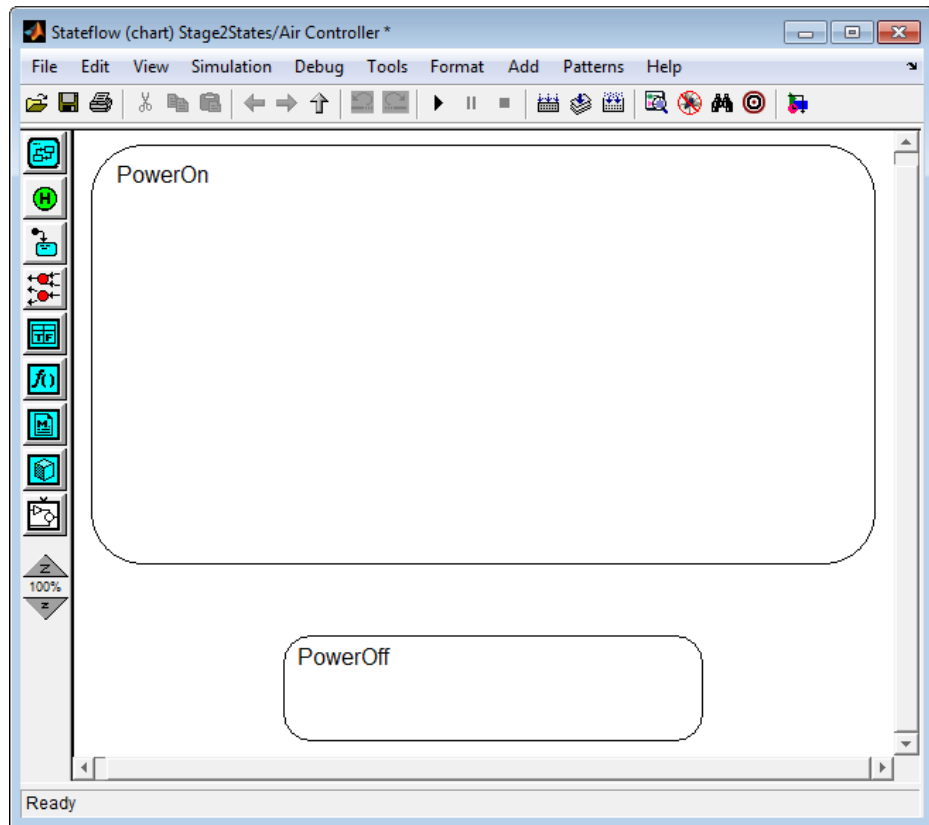 Stateflow (chart) Stage2States/Air Controller *
File Edit View Simulation Debug Tools Format Add Patterns Help
H
TF
f()
M
PowerOn
Z
100%
z
PowerOff
Ready